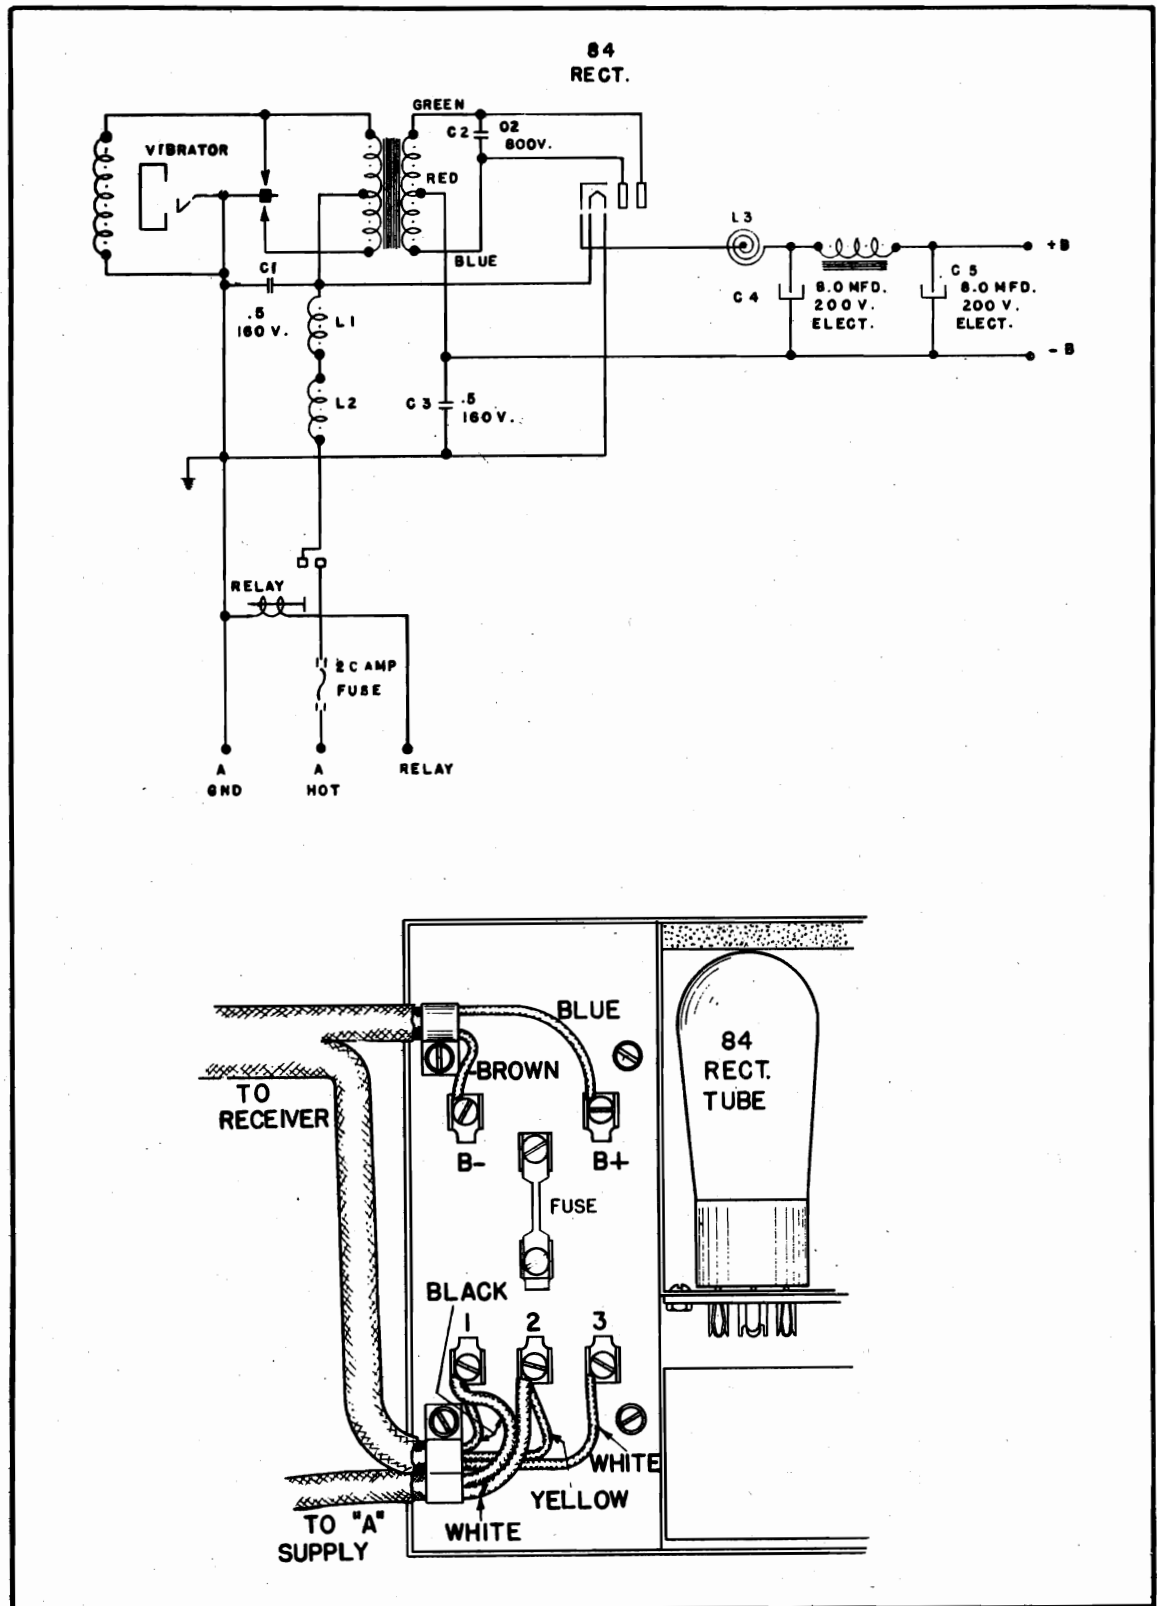 84
RECT.
GREEN
C2
02
800V.
VIBRATOR
RED
BLUE
L3
+B
C1
.5
160 V.
L1
C4
8.0 MFD.
200 V.
ELECT.
C5
8.0 MFD.
200 V.
ELECT.
- B
L2
C3
.5
160 V.
RELAY
2C AMP
FUSE
A
GND
A
HOT
RELAY
BLUE
84
RECT.
TUBE
BROWN
TO
RECEIVER
B-
B+
FUSE
BLACK
1
2
3
WHITE
YELLOW
TO "A"
SUPPLY
WHITE